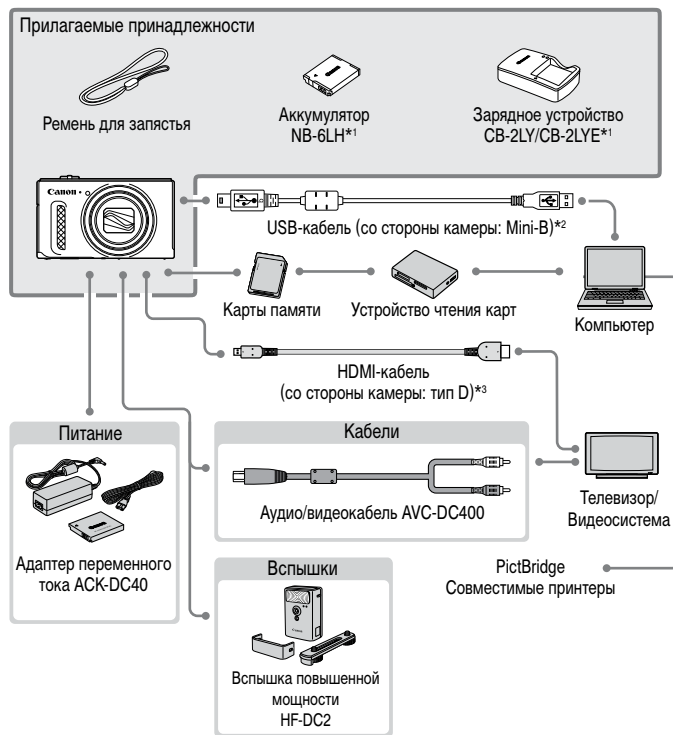 Прилагаемые принадлежности
Ремень для запястья
Аккумулятор
NB-6LH*1
Зарядное устройство
CB-2LY/CB-2LYE*1
Canon
USB-кабель (со стороны камеры: Mini-B)*2
Карты памяти
Устройство чтения карт
Компьютер
HDMI-кабель
(со стороны камеры: тип D)*3
Питание
Адаптер переменного
тока ACK-DC40
Кабели
Аудио/видеокабель AVC-DC400
Телевизор/
Видеосистема
Вспышки
Вспышка повышенной
мощности
HF-DC2
PictBridge
Совместимые принтеры